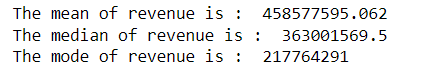 The mean of revenue is :  458577595.062
The median of revenue is :  363001569.5
The mode of revenue is :  217764291